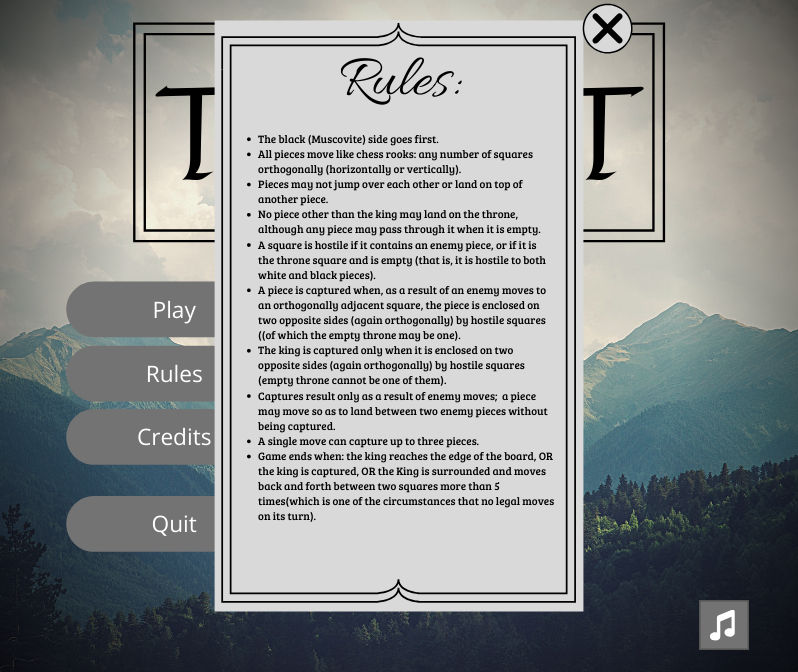 Rules:
T T
• The black (Muscovite) side goes first.
• All pieces move like chess rooks: any number of squares
orthogonally (horizontally or vertically).
• Pieces may not jump over each other or land on top of
another piece.
• No piece other than the king may land on the throne,
although any piece may pass through it when it is empty.
• A square is hostile if it contains an enemy piece, or if it is
the throne square and is empty (that is, it is hostile to both
white and black pieces).
• A piece is captured when, as a result of an enemy moves to
an orthogonally adjacent square, the piece is enclosed on
two opposite sides (again orthogonally) by hostile squares
((of which the empty throne may be one).
• The king is captured only when it is enclosed on two
opposite sides (again orthogonally) by hostile squares
(empty throne cannot be one of them).
• Captures result only as a result of enemy moves;  a piece
may move so as to land between two enemy pieces without
being captured.
• A single move can capture up to three pieces.
• Game ends when: the king reaches the edge of the board, OR
the king is captured, OR the King is surrounded and moves
back and forth between two squares more than 5
times(which is one of the circumstances that no legal moves
on its turn).
Play
Rules
Credits
Quit